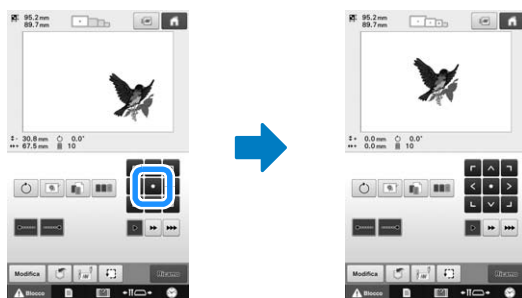 95.2 mm
89.7 mm
- 30.8 mm 0.0°
+ 67.5 mm 10
Modifica
Ricamo
Blocco
95.2 mm
89.7 mm
+ 0.0 mm 0.0°
+ 0.0 mm 10
Modifica
Ricamo
Blocco